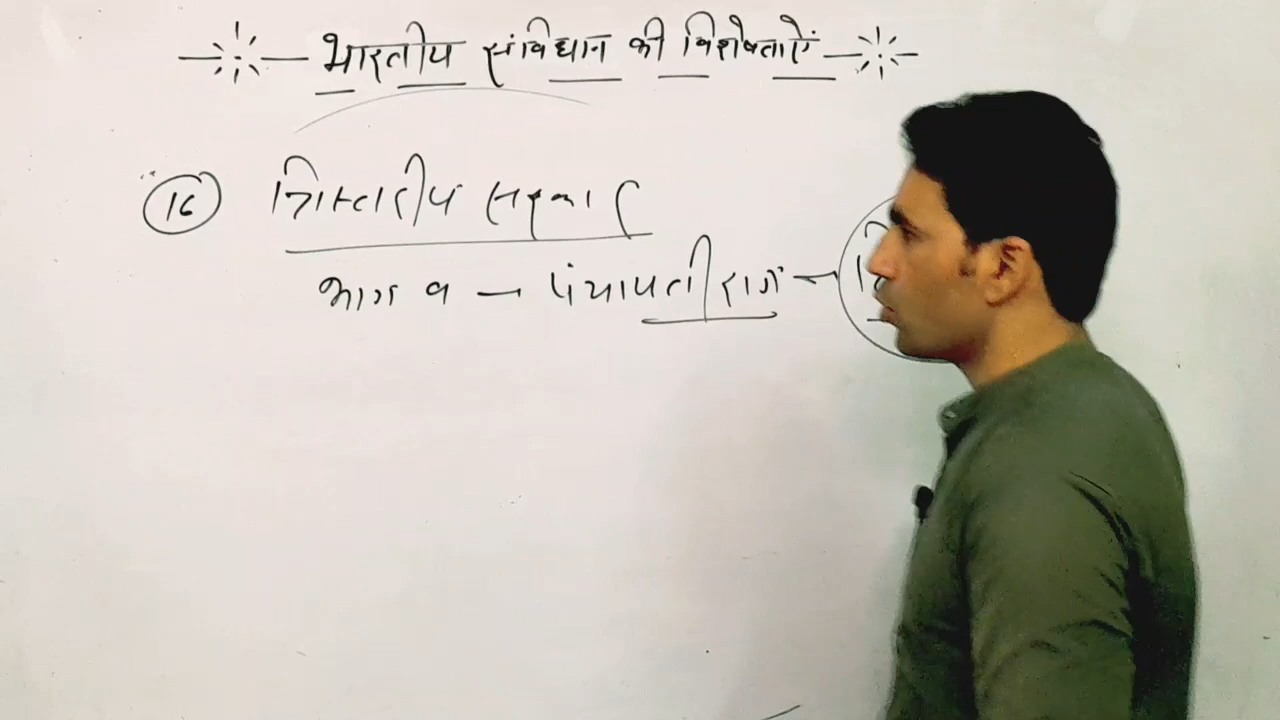 भारतीय संविधान की विशेषताऐं
16 त्रिस्तरीय सरकार
भाग 9 → पंचायती राज